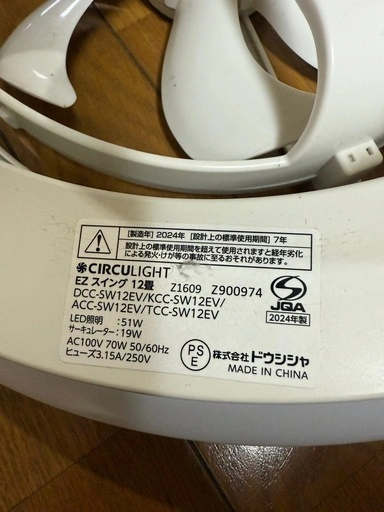 [製造年] 2024年 [設計上の標準使用期間] 7年
設計上の標準使用期間を超えて使用されますと経年劣化
による発火・けが等の事故に至るおそれがあります。
CIRCULIGHT
EZ スイング 12畳 Z1609 Z900974
DCC-SW12EV/KCC-SW12EV/
ACC-SW12EV/TCC-SW12EV
LED照明 : 51W
サーキュレーター : 19W
AC100V 70W 50/60Hz
ヒューズ3.15A/250V
JQA
2024年製
PS
E
株式会社ドウシシャ
MADE IN CHINA